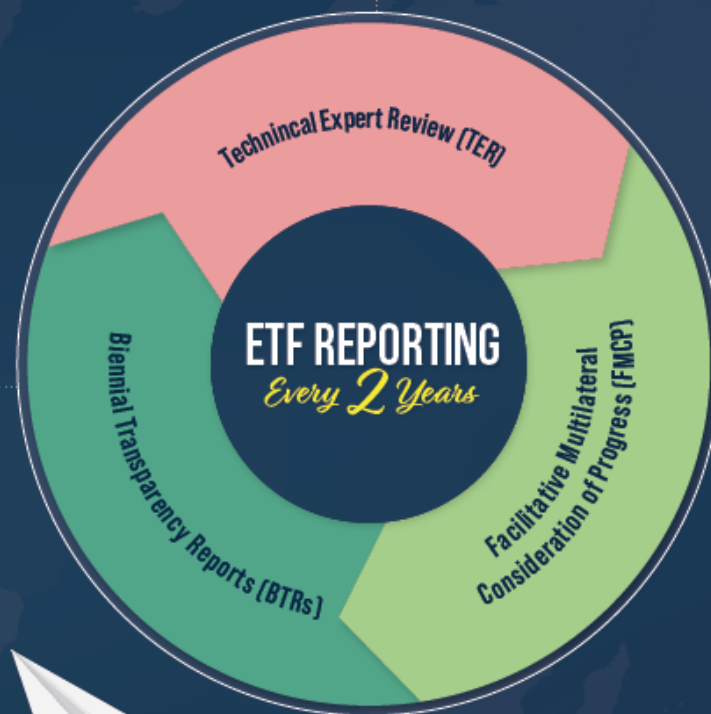 Technincal Expert Review (TER)
ETF REPORTING
Every 2 Years
Biennial Transparency Reports (BTRs)
Facilitative Multilateral
Consideration of Progress (FMCP)